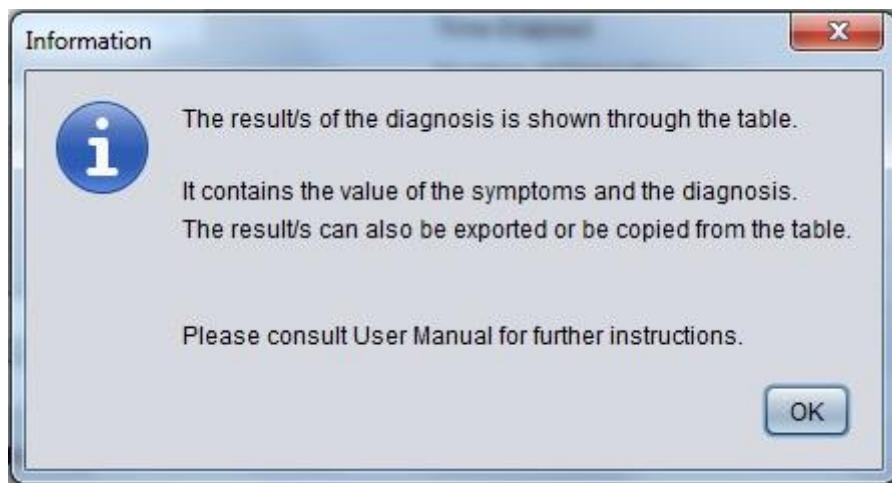 Information
The result/s of the diagnosis is shown through the table.
It contains the value of the symptoms and the diagnosis.
The result/s can also be exported or be copied from the table.
Please consult User Manual for further instructions.
OK